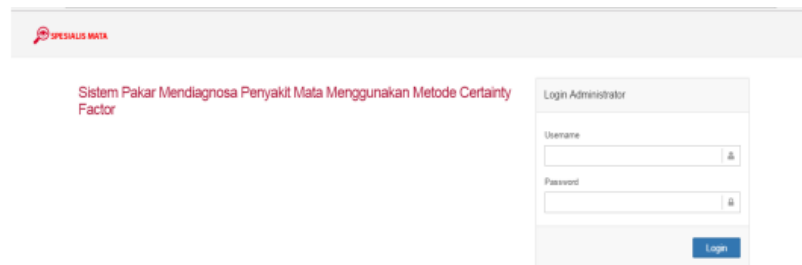 SPESIALIS MATA
Sistem Pakar Mendiagnosa Penyakit Mata Menggunakan Metode Certainty
Factor
Login Administrator
Username
Password
Login